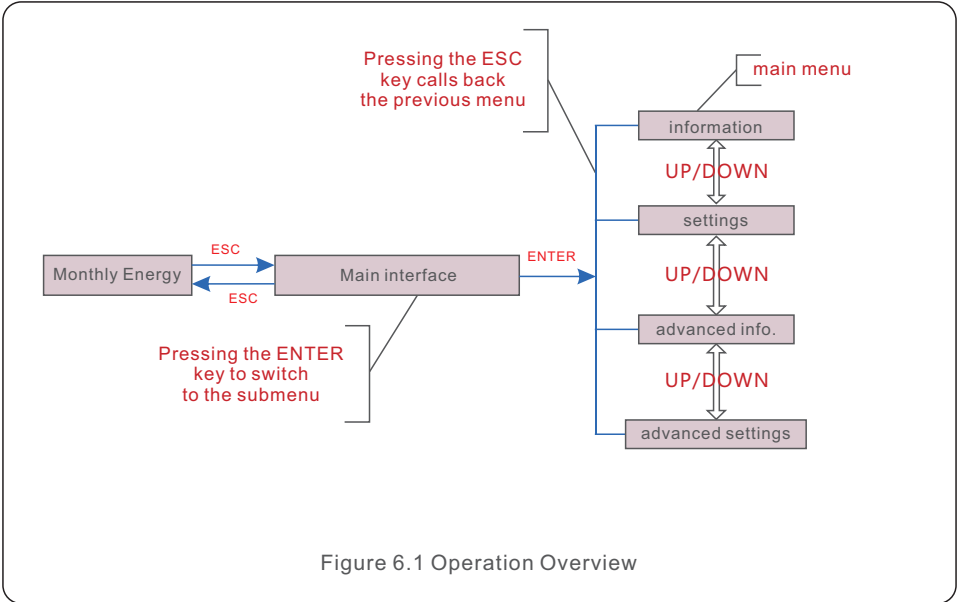 Pressing the ESC
key calls back
the previous menu
main menu
information
UP/DOWN
settings
ESC
ENTER
Monthly Energy
Main interface
UP/DOWN
ESC
advanced info.
Pressing the ENTER
key to switch
to the submenu
UP/DOWN
advanced settings
Figure 6.1 Operation Overview